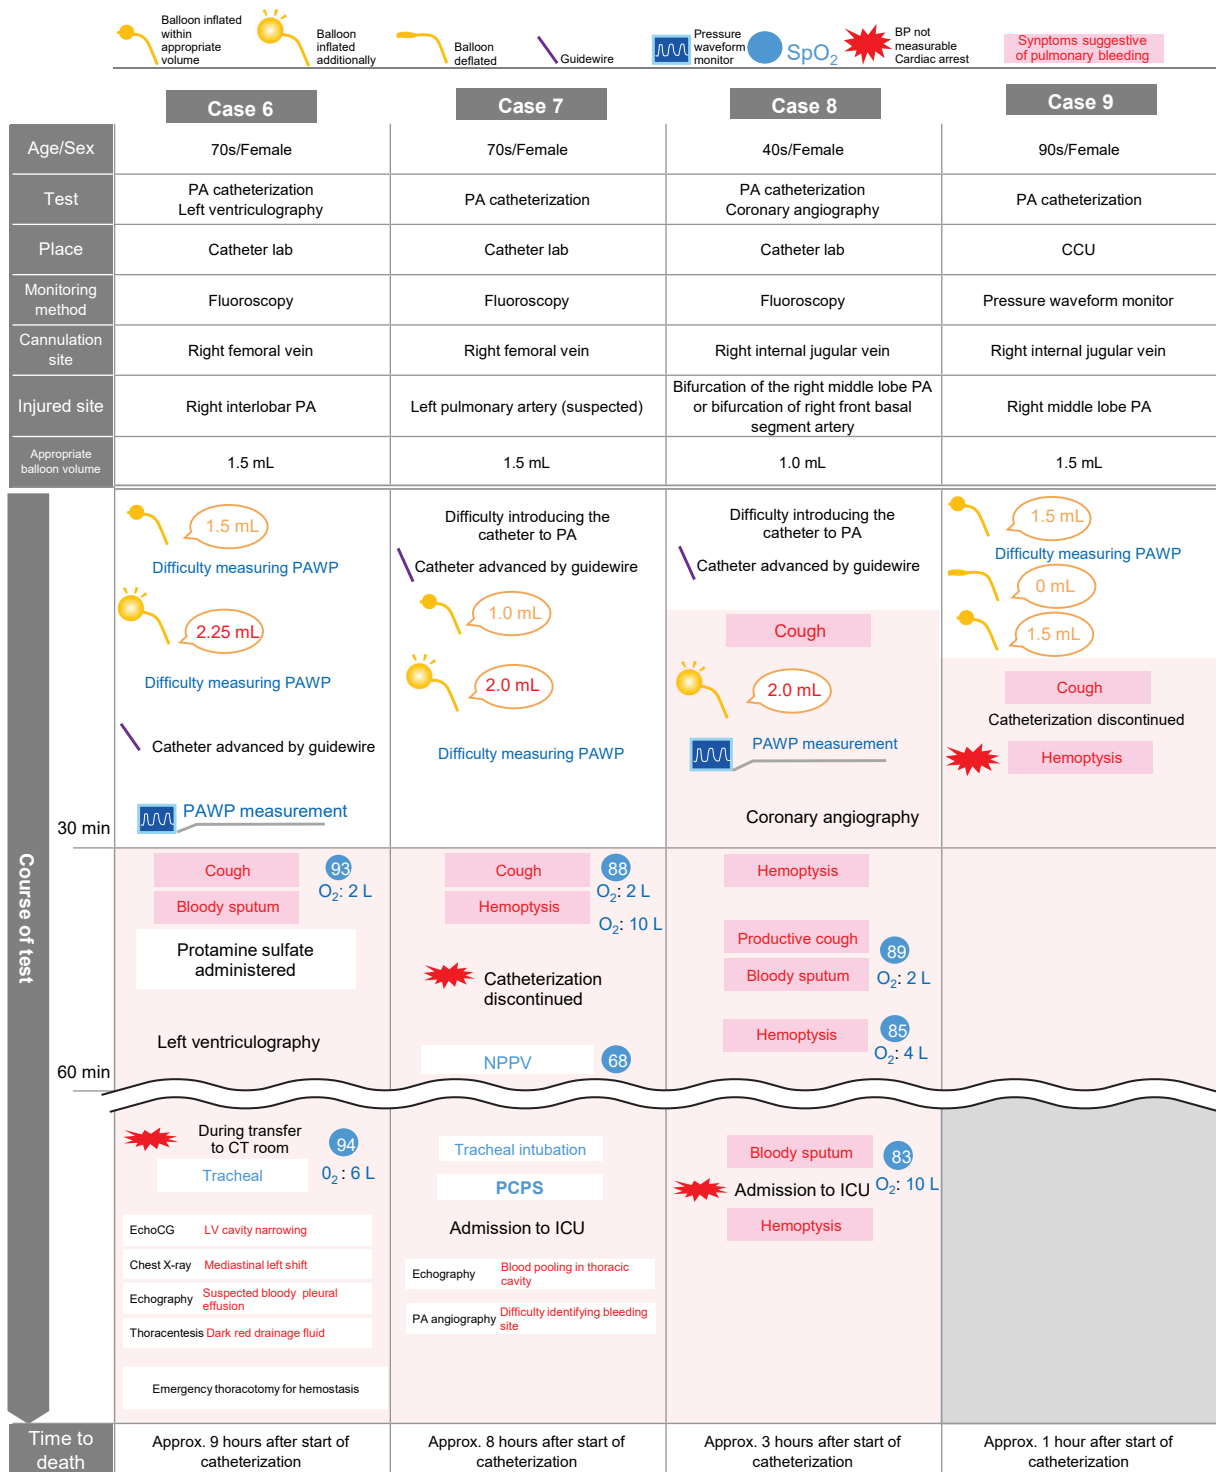 Balloon inflated
within
appropriate
volume
Balloon
inflated
additionally
Balloon
deflated
Guidewire
Pressure
waveform
monitor
SpO2
BP not
measurable
Cardiac arrest
Symptoms suggestive
of pulmonary bleeding
Case 6
Case 7
Case 8
Case 9
Age/Sex
70s/Female
70s/Female
40s/Female
90s/Female
Test
PA catheterization
Left ventriculography
PA catheterization
PA catheterization
Coronary angiography
PA catheterization
Place
Catheter lab
Catheter lab
Catheter lab
CCU
Monitoring
method
Fluoroscopy
Fluoroscopy
Fluoroscopy
Pressure waveform monitor
Cannulation
site
Right femoral vein
Right femoral vein
Right internal jugular vein
Right internal jugular vein
Injured site
Right interlobar PA
Left pulmonary artery (suspected)
Bifurcation of the right middle lobe PA
or bifurcation of right front basal
segment artery
Right middle lobe PA
Appropriate
balloon volume
1.5 mL
1.5 mL
1.0 mL
1.5 mL
Course of test
30 min
60 min
1.5 mL
Difficulty measuring PAWP
2.25 mL
Difficulty measuring PAWP
Catheter advanced by guidewire
PAWP measurement
Cough
93
O2: 2 L
Bloody sputum
Protamine sulfate
administered
Left ventriculography
During transfer
to CT room
94
Tracheal
02 : 6 L
EchoCG LV cavity narrowing
Chest X-ray Mediastinal left shift
Echography Suspected bloody pleural
effusion
Thoracentesis Dark red drainage fluid
Emergency thoracotomy for hemostasis
Difficulty introducing the
catheter to PA
Catheter advanced by guidewire
1.0 mL
2.0 mL
Difficulty measuring PAWP
Cough
88
O2: 2 L
Hemoptysis
O2: 10 L
Catheterization
discontinued
NPPV
68
Tracheal intubation
PCPS
Admission to ICU
Echography Blood pooling in thoracic
cavity
PA angiography Difficulty identifying bleeding
site
Difficulty introducing the
catheter to PA
Catheter advanced by guidewire
Cough
2.0 mL
PAWP measurement
Coronary angiography
Hemoptysis
Productive cough
89
Bloody sputum
O2: 2 L
Hemoptysis
85
O2: 4 L
Bloody sputum
83
Admission to ICU
O2: 10 L
Hemoptysis
1.5 mL
Difficulty measuring PAWP
0 mL
1.5 mL
Cough
Catheterization discontinued
Hemoptysis
Time to
death
Approx. 9 hours after start of
catheterization
Approx. 8 hours after start of
catheterization
Approx. 3 hours after start of
catheterization
Approx. 1 hour after start of
catheterization